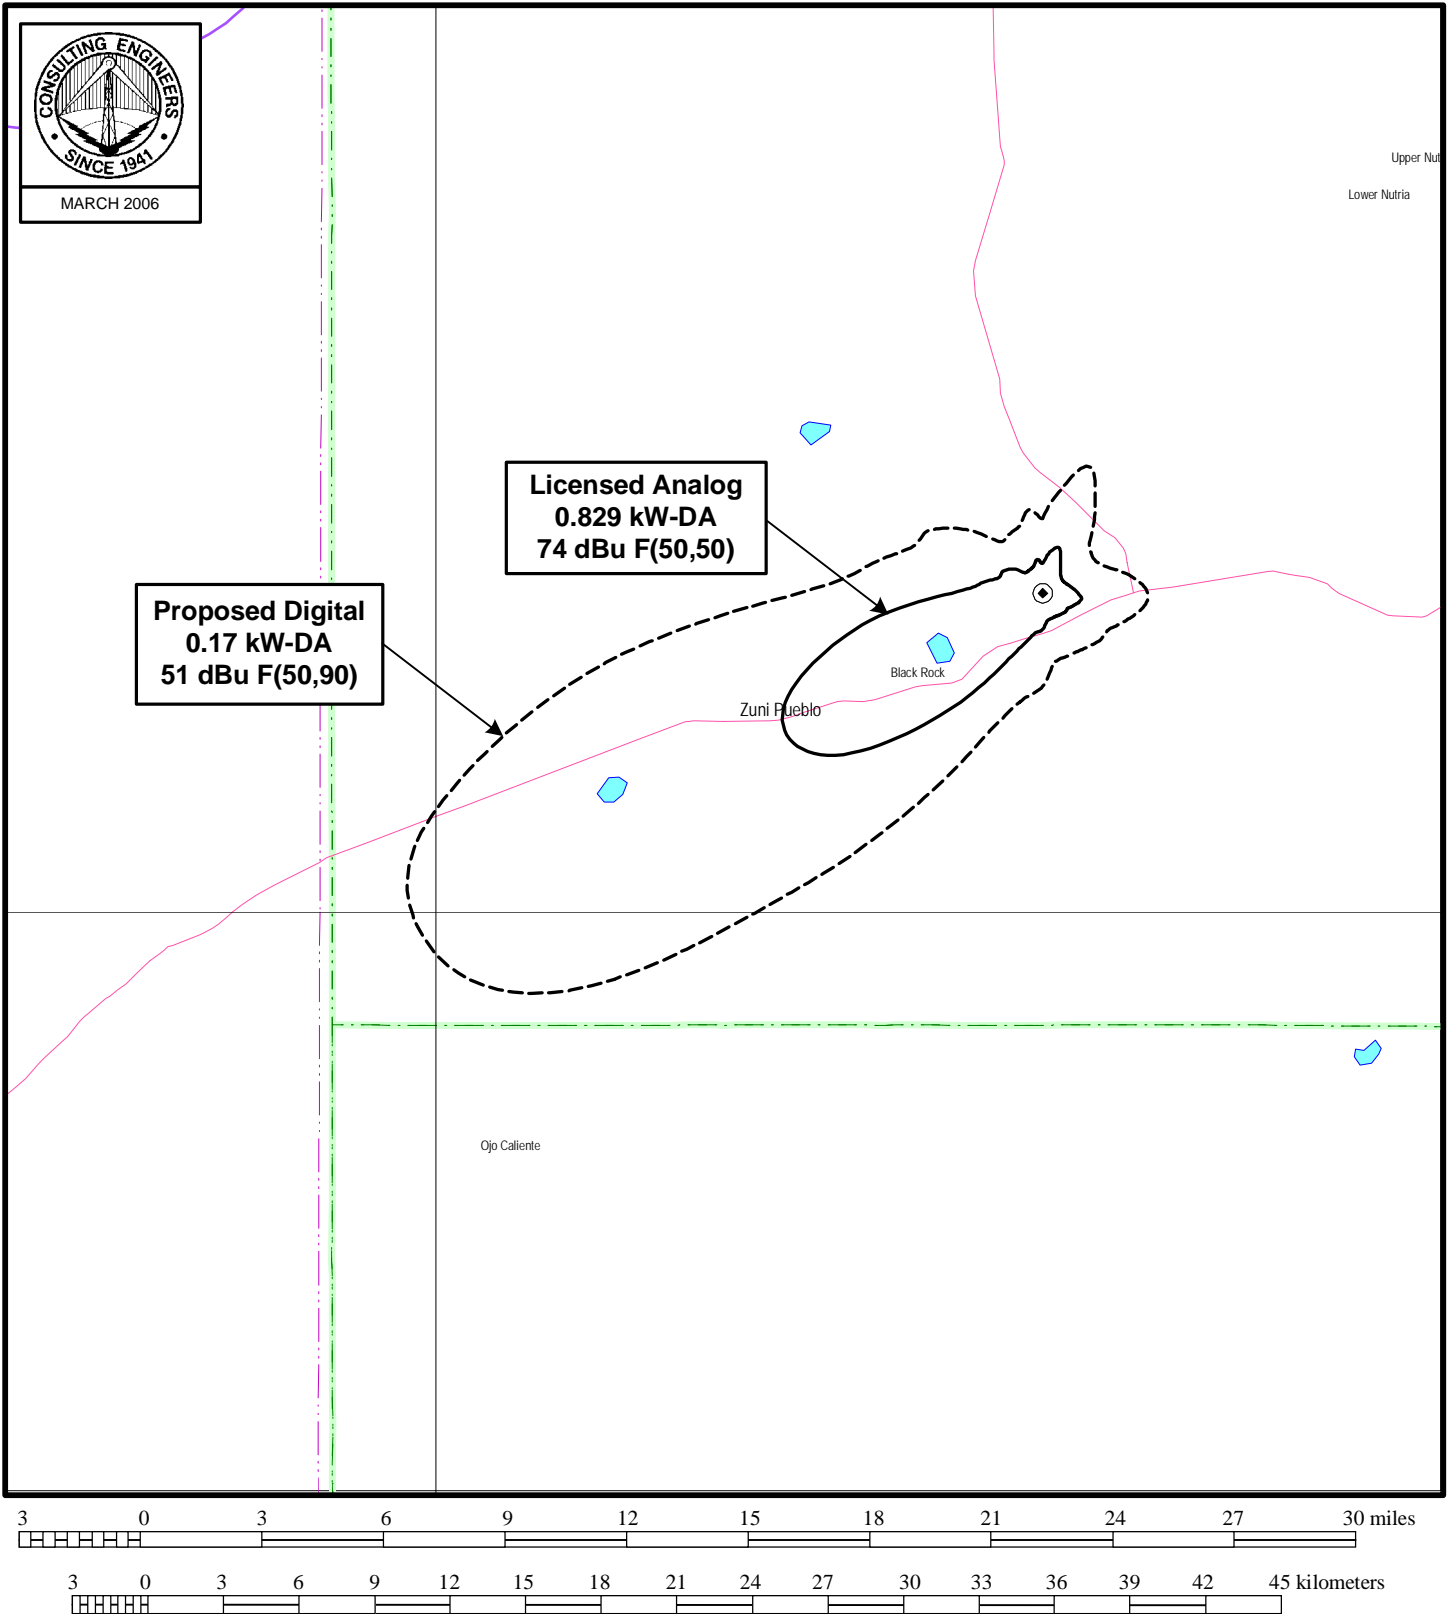 CONSULTING ENGINEERS
SINCE 1941
MARCH 2006
Upper Nut
Lower Nutria
Licensed Analog
0.829 kW-DA
74 dBu F(50,50)
Proposed Digital
0.17 kW-DA
51 dBu F(50,90)
Black Rock
Zuni Pueblo
Ojo Caliente
3 0 3 6 9 12 15 18 21 24 27 30 miles
3 0 3 6 9 12 15 18 21 24 27 30 33 36 39 42 45 kilometers